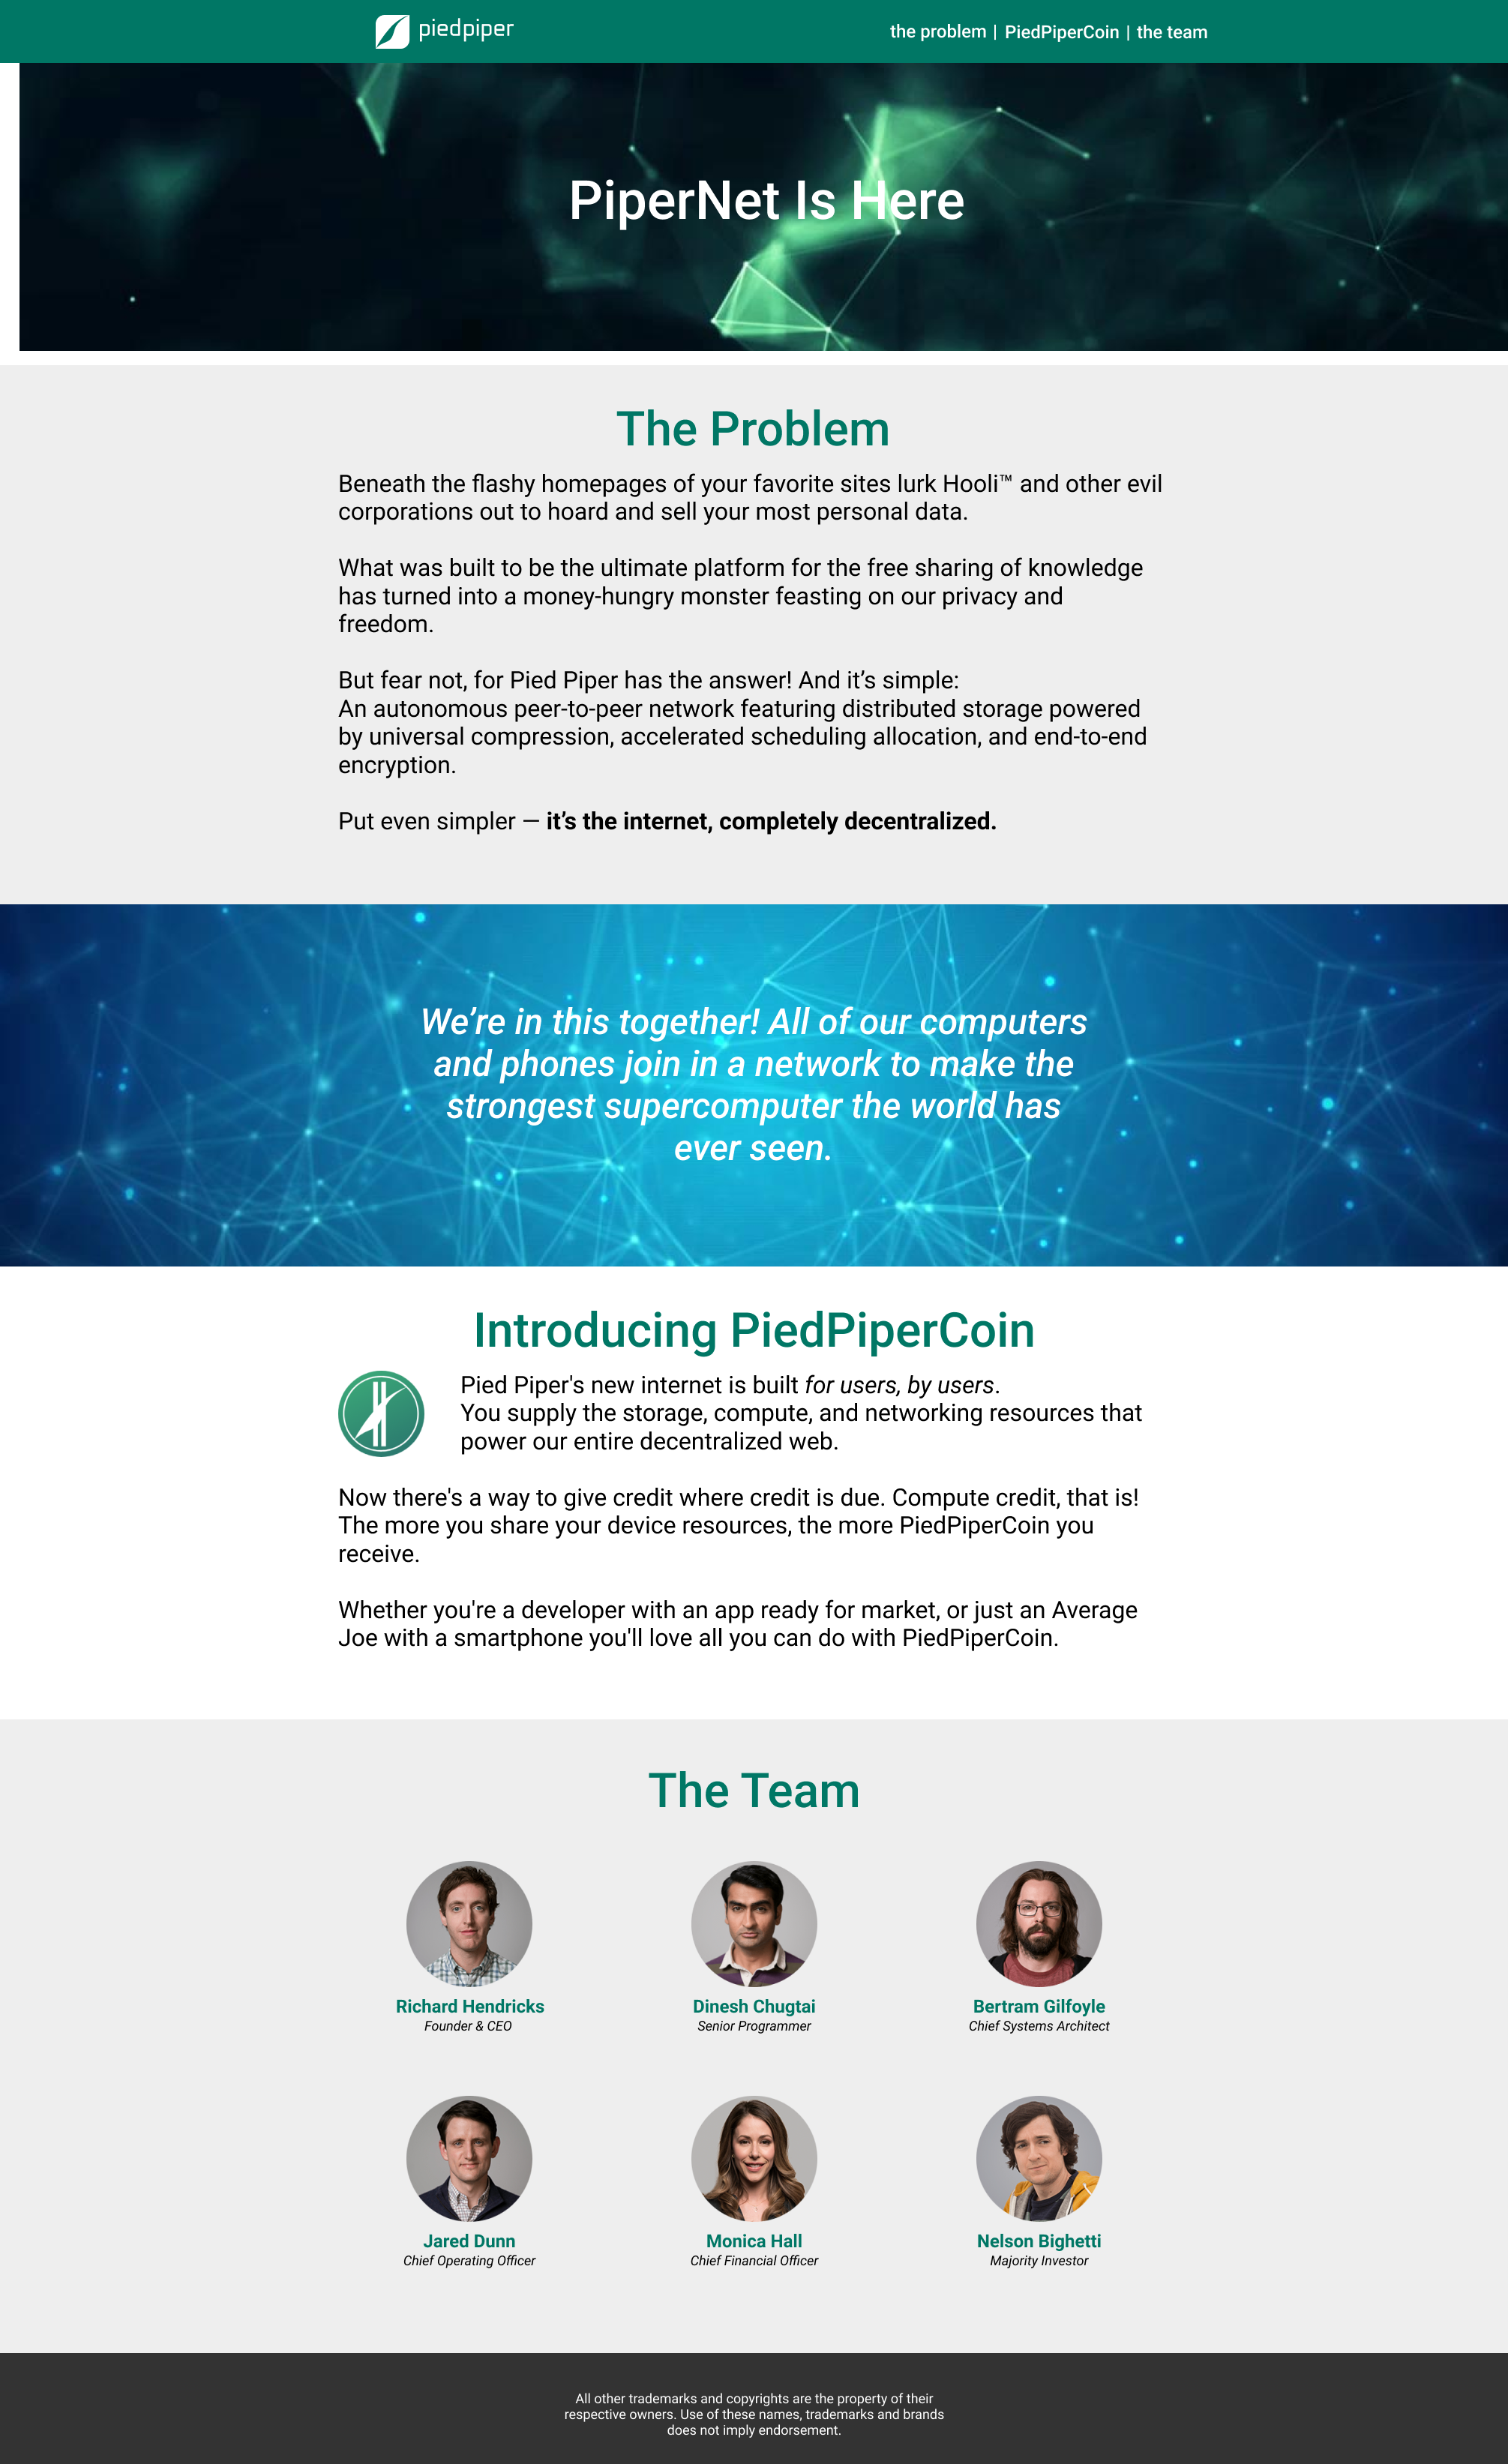 piedpiper
the problem | PiedPiperCoin | the team
PiperNet Is Here
The Problem
Beneath the flashy homepages of your favorite sites lurk Hooli™ and other evil
corporations out to hoard and sell your most personal data.
What was built to be the ultimate platform for the free sharing of knowledge
has turned into a money-hungry monster feasting on our privacy and
freedom.
But fear not, for Pied Piper has the answer! And it’s simple:
An autonomous peer-to-peer network featuring distributed storage powered
by universal compression, accelerated scheduling allocation, and end-to-end
encryption.
Put even simpler — it’s the internet, completely decentralized.
We’re in this together! All of our computers
and phones join in a network to make the
strongest supercomputer the world has
ever seen.
Introducing PiedPiperCoin
Pied Piper's new internet is built for users, by users.
You supply the storage, compute, and networking resources that
power our entire decentralized web.
Now there's a way to give credit where credit is due. Compute credit, that is!
The more you share your device resources, the more PiedPiperCoin you
receive.
Whether you're a developer with an app ready for market, or just an Average
Joe with a smartphone you'll love all you can do with PiedPiperCoin.
The Team
Richard Hendricks
Founder & CEO
Dinesh Chugtai
Senior Programmer
Bertram Gilfoyle
Chief Systems Architect
Jared Dunn
Chief Operating Officer
Monica Hall
Chief Financial Officer
Nelson Bighetti
Majority Investor
All other trademarks and copyrights are the property of their
respective owners. Use of these names, trademarks and brands
does not imply endorsement.